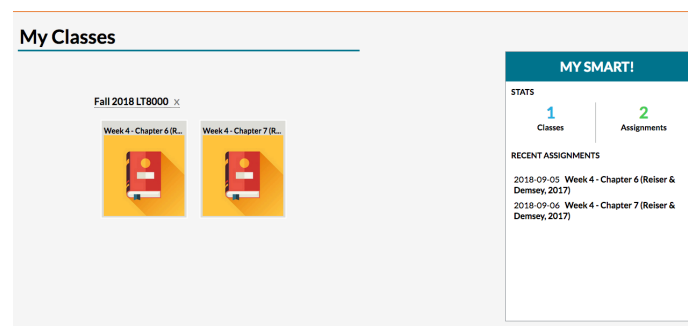 My Classes
Fall 2018 LT8000 x
Week 4 - Chapter 6 (R...
Week 4 - Chapter 7 (R...
MY SMART!
STATS
1
2
Classes
Assignments
RECENT ASSIGNMENTS
2018-09-05 Week 4 - Chapter 6 (Reiser &
Demsey, 2017)
2018-09-06 Week 4 - Chapter 7 (Reiser &
Demsey, 2017)